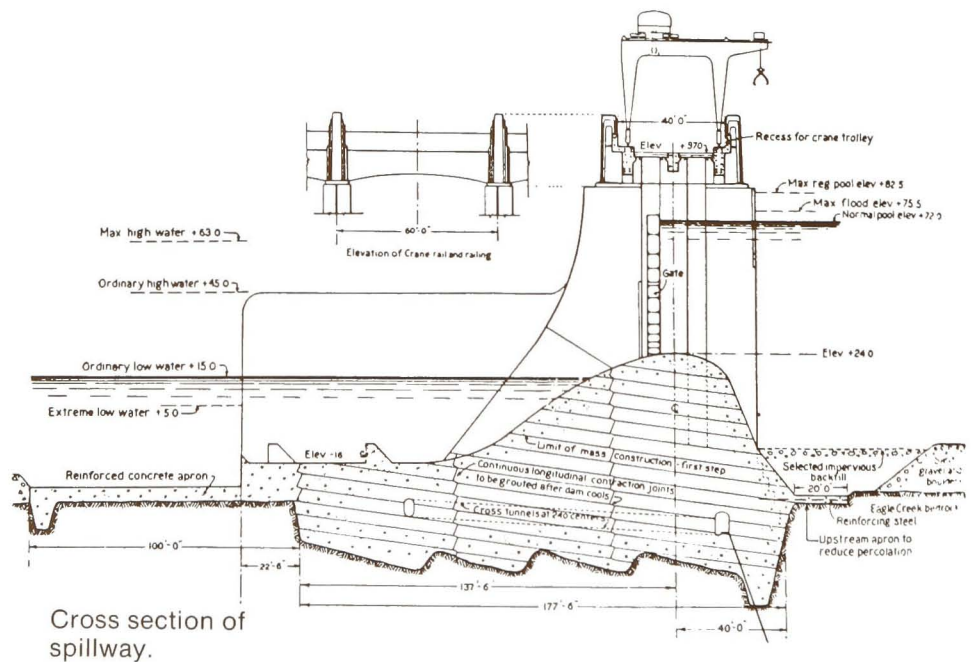 40'-0"
Recess for crane trolley
Elev +97.0
Max reg pool elev +82.5
Max flood elev +75.5
Normal pool elev +72.0
Max high water +63.0
60'-0"
Elevation of Crane rail and railing
Gate
Ordinary high water +45.0
Elev +24.0
Ordinary low water +15.0
Extreme low water +5.0
Limit of mass construction - first step
Elev -16
Reinforced concrete apron
Continuous longitudinal contraction joints
to be grouted after dam cools
Cross tunnels at 240 centers
Selected impervious
backfill
20'-0"
gravel and
boulders
Eagle Creek bedrock
Reinforcing steel
Upstream apron to
reduce percolation
100'-0"
22'-6"
137'-6"
177'-6"
40'-0"
Cross section of
spillway.